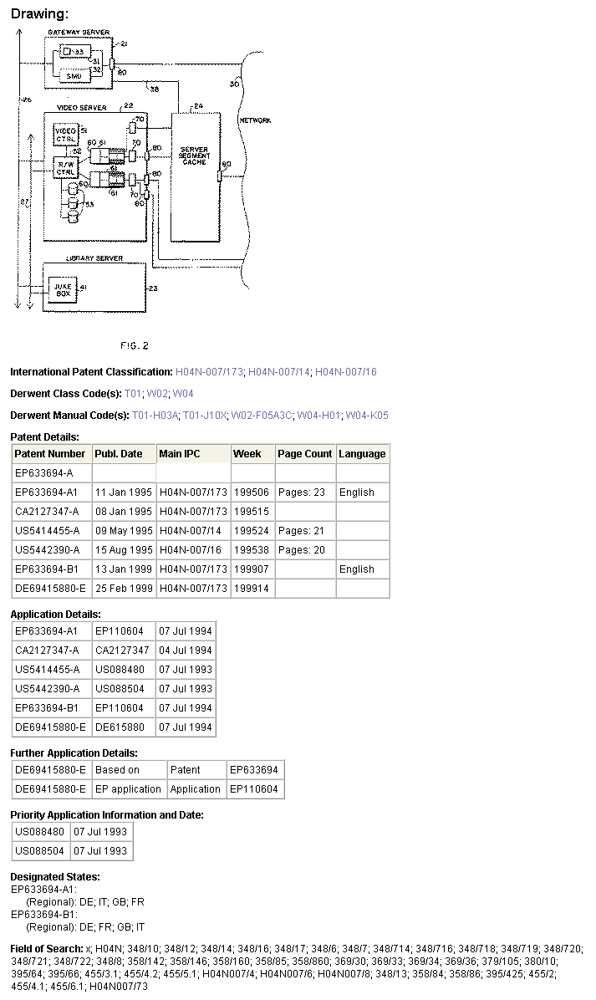 Drawing:
GATEWAY SERVER
21
33
31
32
SMU
80
26
38
30
NETWORK
VIDEO SERVER
22
24
VIDEO CTRL
51
70
52
60
61
70
80
R/W CTRL
SERVER SEGMENT CACHE
80
61
80
60
53
61
70
80
27
LIBRARY SERVER
JUKE BOX
41
23
FIG. 2
International Patent Classification: H04N-007/173; H04N-007/14; H04N-007/16
Derwent Class Code(s): T01; W02; W04
Derwent Manual Code(s): T01-H03A; T01-J10X; W02-F05A3C; W04-H01; W04-K05
Patent Details:
Patent Number Publ. Date Main IPC Week Page Count Language
EP633694-A
EP633694-A1 11 Jan 1995 H04N-007/173 199506 Pages: 23 English
CA2127347-A 08 Jan 1995 H04N-007/173 199515
US5414455-A 09 May 1995 H04N-007/14 199524 Pages: 21
US5442390-A 15 Aug 1995 H04N-007/16 199538 Pages: 20
EP633694-B1 13 Jan 1999 H04N-007/173 199907 English
DE69415880-E 25 Feb 1999 H04N-007/173 199914
Application Details:
EP633694-A1 EP110604 07 Jul 1994
CA2127347-A CA2127347 04 Jul 1994
US5414455-A US088480 07 Jul 1993
US5442390-A US088504 07 Jul 1993
EP633694-B1 EP110604 07 Jul 1994
DE69415880-E DE615880 07 Jul 1994
Further Application Details:
DE69415880-E Based on Patent EP633694
DE69415880-E EP application Application EP110604
Priority Application Information and Date:
US088480 07 Jul 1993
US088504 07 Jul 1993
Designated States:
EP633694-A1:
(Regional): DE; IT; GB; FR
EP633694-B1:
(Regional): DE; FR; GB; IT
Field of Search: x; H04N; 348/10; 348/12; 348/14; 348/16; 348/17; 348/6; 348/7; 348/714; 348/716; 348/718; 348/719; 348/720;
348/721; 348/722; 348/8; 358/142; 358/146; 358/160; 358/85; 358/860; 369/30; 369/33; 369/34; 369/36; 379/105; 380/10;
395/64; 395/66; 455/3.1; 455/4.2; 455/5.1; H04N007/4; H04N007/6; H04N007/8; 348/13; 358/84; 358/86; 395/425; 455/2;
455/4.1; 455/6.1; H04N007/73